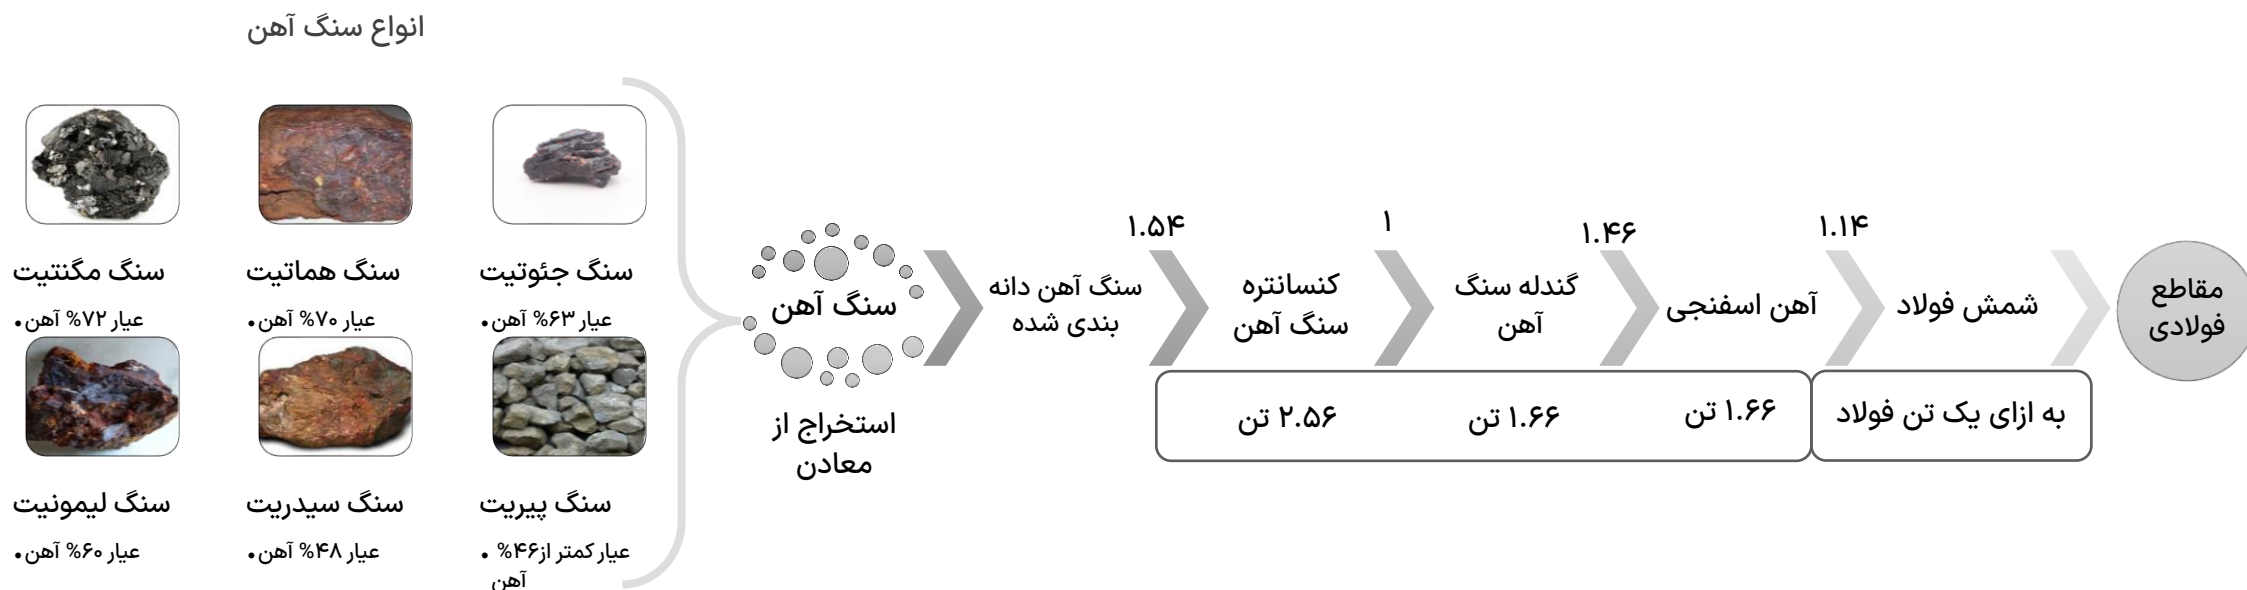 انواع سنگ آهن
سنگ مگنتیت
عیار ۷۲% آهن.
سنگ هماتیت
عیار ۷۰% آهن.
سنگ جئوتیت
عیار ۶۳% آهن.
سنگ لیمونیت
عیار ۶۰% آهن.
سنگ سیدریت
عیار ۴۸% آهن.
سنگ پیریت
عیار کمتر از۴۶% .
آهن
سنگ آهن
استخراج از
معادن
سنگ آهن دانه
بندی شده
۱.۵۴
کنسانتره
سنگ آهن
۱
گندله سنگ
آهن
۱.۴۶
آهن اسفنجی
۱.۱۴
شمش فولاد
مقاطع
فولادی
۲.۵۶ تن
۱.۶۶ تن
۱.۶۶ تن
به ازای یک تن فولاد